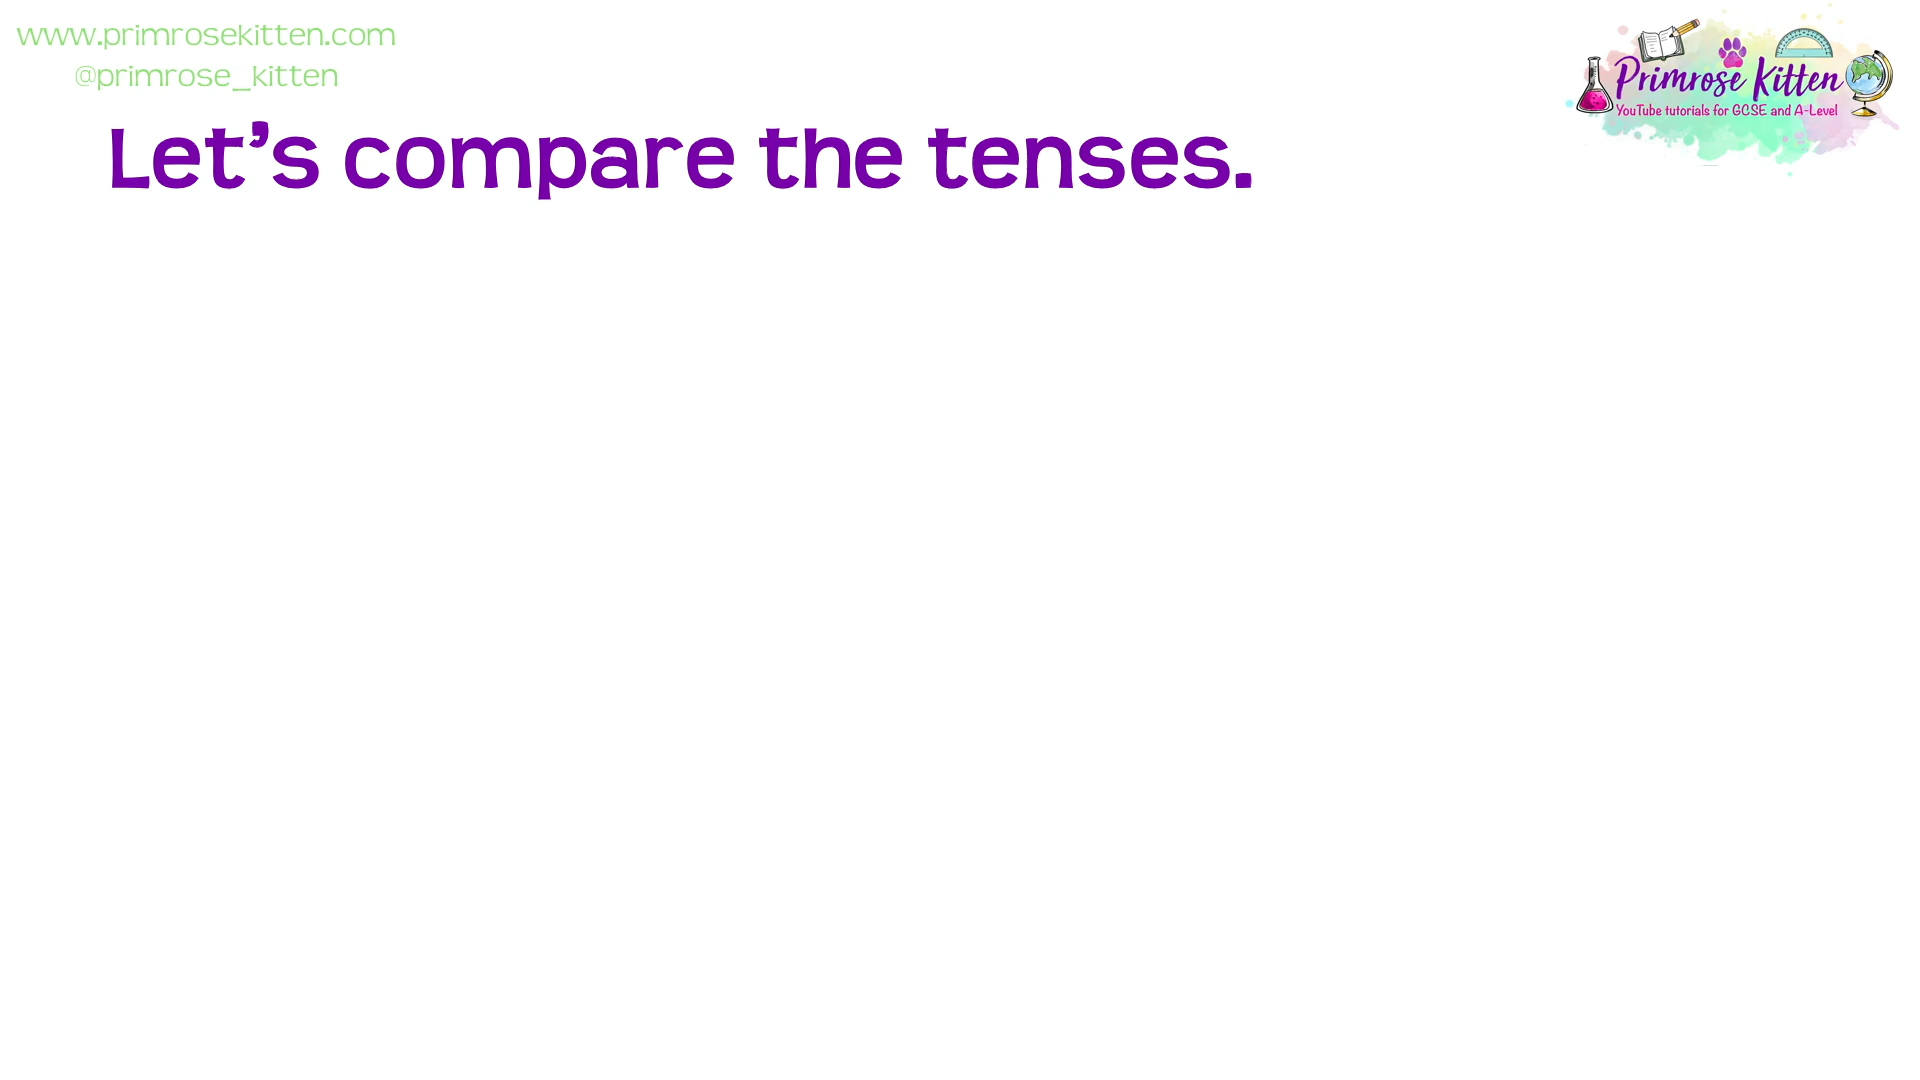 www.primrosekitten.com
@primrose_kitten
Primrose Kitten
YouTube tutorials for GCSE and A-Level
Let's compare the tenses.